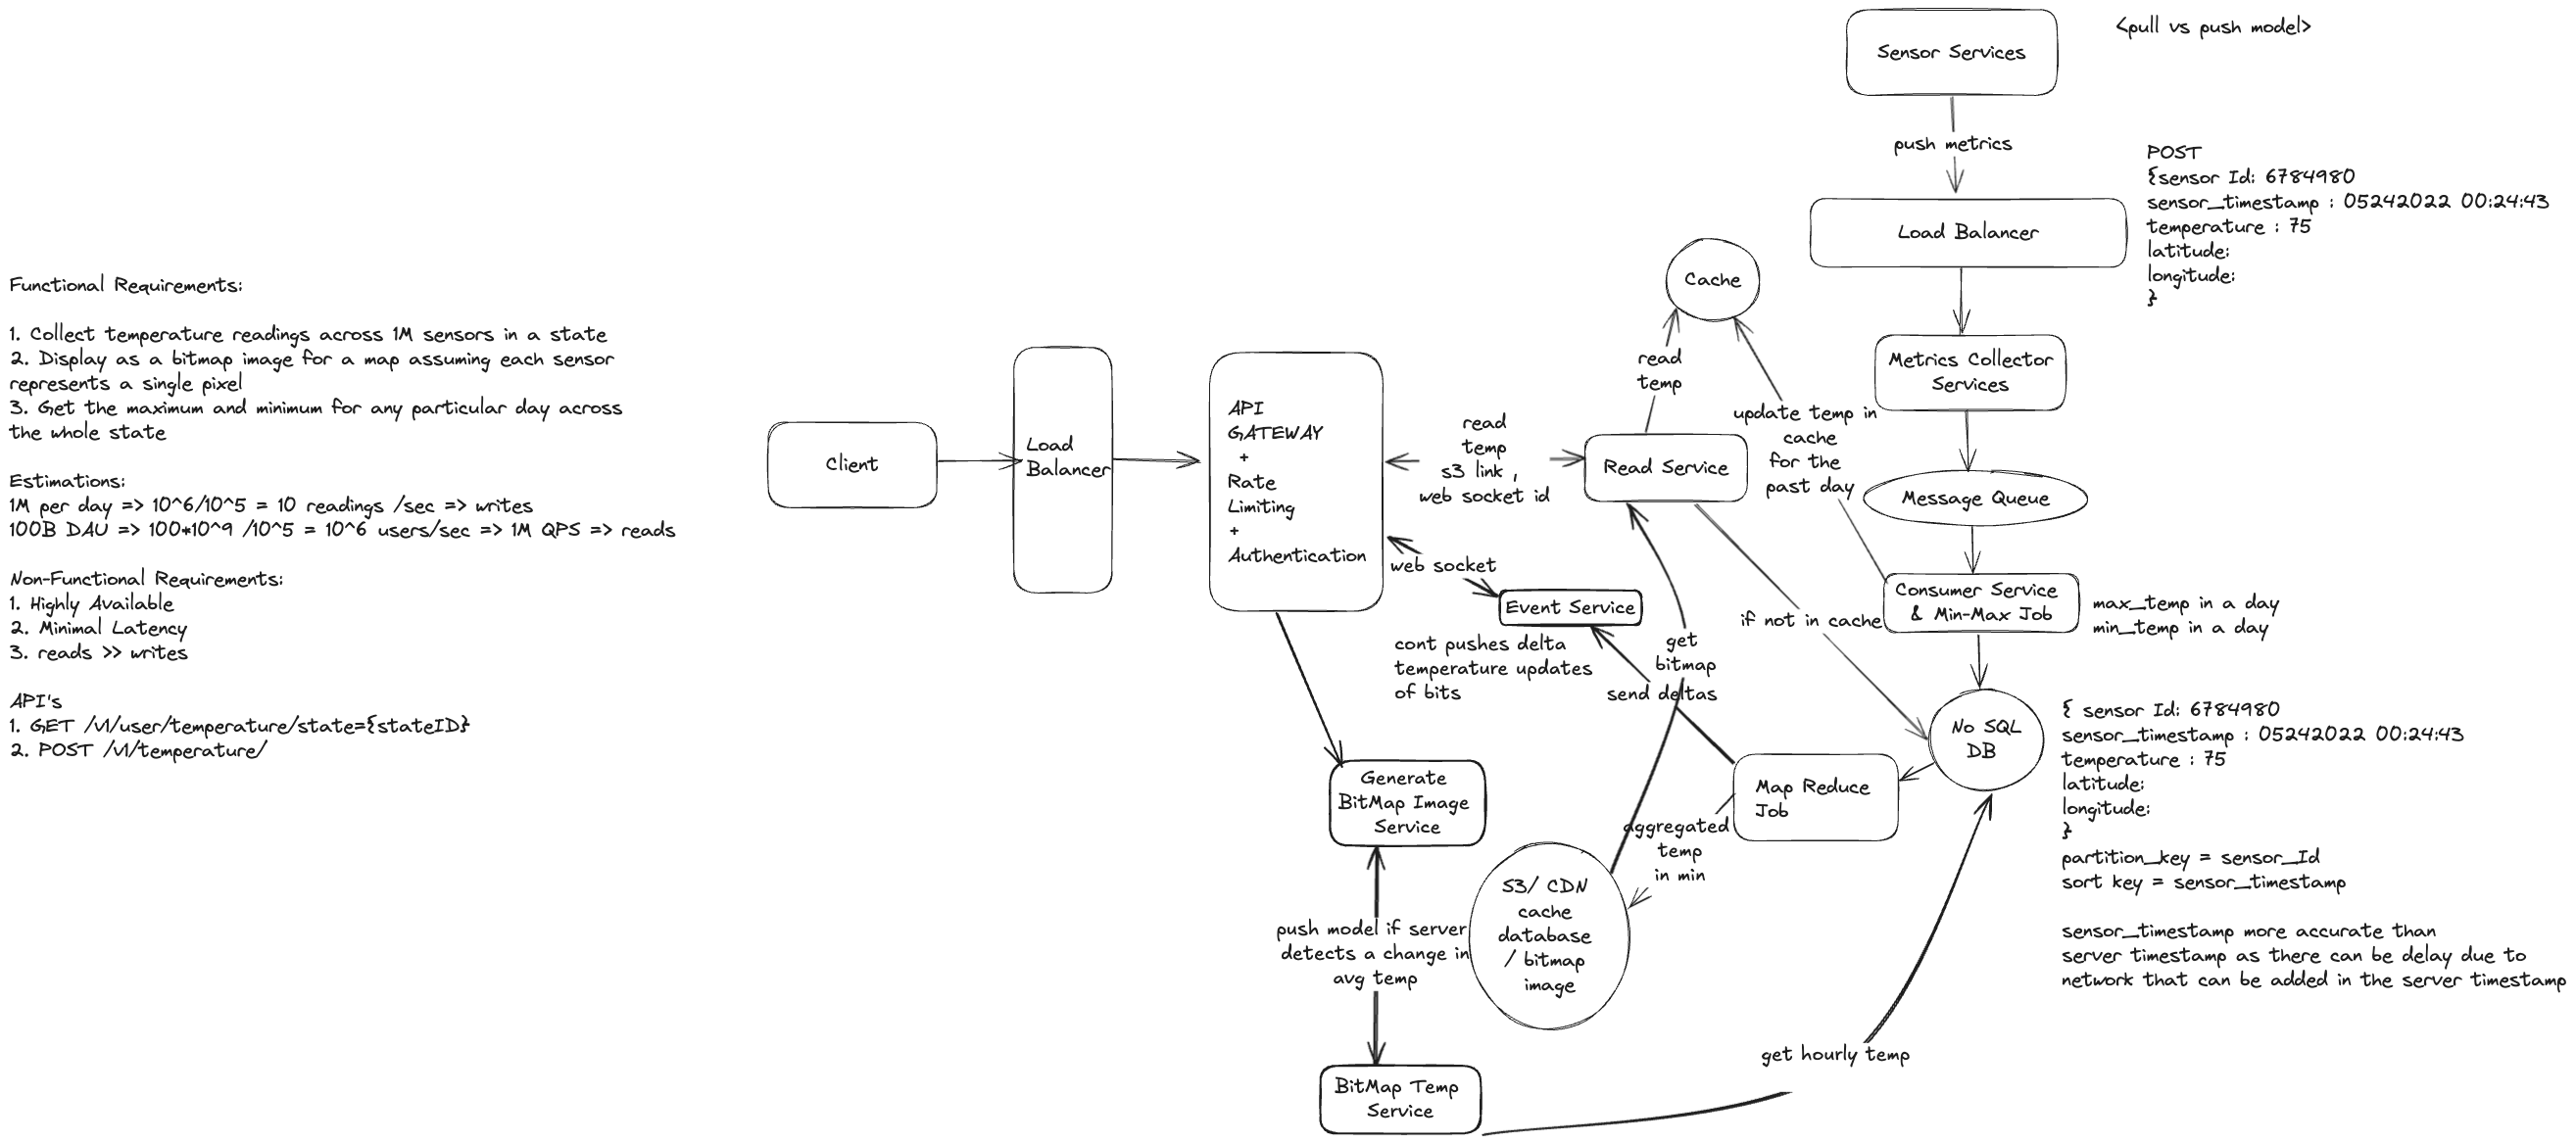 Functional Requirements:
1. Collect temperature readings across 1M sensors in a state
2. Display as a bitmap image for a map assuming each sensor
represents a single pixel
3. Get the maximum and minimum for any particular day across
the whole state
Estimations:
1M per day => 10^6/10^5 = 10 readings /sec => writes
100B DAU => 100*10^9 /10^5 = 10^6 users/sec => 1M QPS => reads
Non-Functional Requirements:
1. Highly Available
2. Minimal Latency
3. reads >> writes
API's
1. GET /v1/user/temperature/state={stateID}
2. POST /v1/temperature/
Client
Load
Balancer
API
GATEWAY
+
Rate
Limiting
+
Authentication
read
temp
s3 link ,
web socket id
web socket
Event Service
cont pushes delta
temperature updates
of bits
Generate
BitMap Image
Service
push model if server
detects a change in
avg temp
BitMap Temp
Service
Cache
read
temp
Read Service
update temp in
cache
for the
past day
if not in cache
get
bitmap
send deltas
Map Reduce
Job
aggregated
temp
in min
S3/ CDN
cache
database
/ bitmap
image
get hourly temp
Sensor Services
<pull vs push model>
push metrics
Load Balancer
POST
{sensor Id: 6784980
sensor_timestamp : 05242022 00:24:43
temperature : 75
latitude:
longitude:
}
Metrics Collector
Services
Message Queue
Consumer Service
& Min-Max Job
max_temp in a day
min_temp in a day
No SQL
DB
{ sensor Id: 6784980
sensor_timestamp : 05242022 00:24:43
temperature : 75
latitude:
longitude:
}
partition_key = sensor_Id
sort key = sensor_timestamp
sensor_timestamp more accurate than
server timestamp as there can be delay due to
network that can be added in the server timestamp